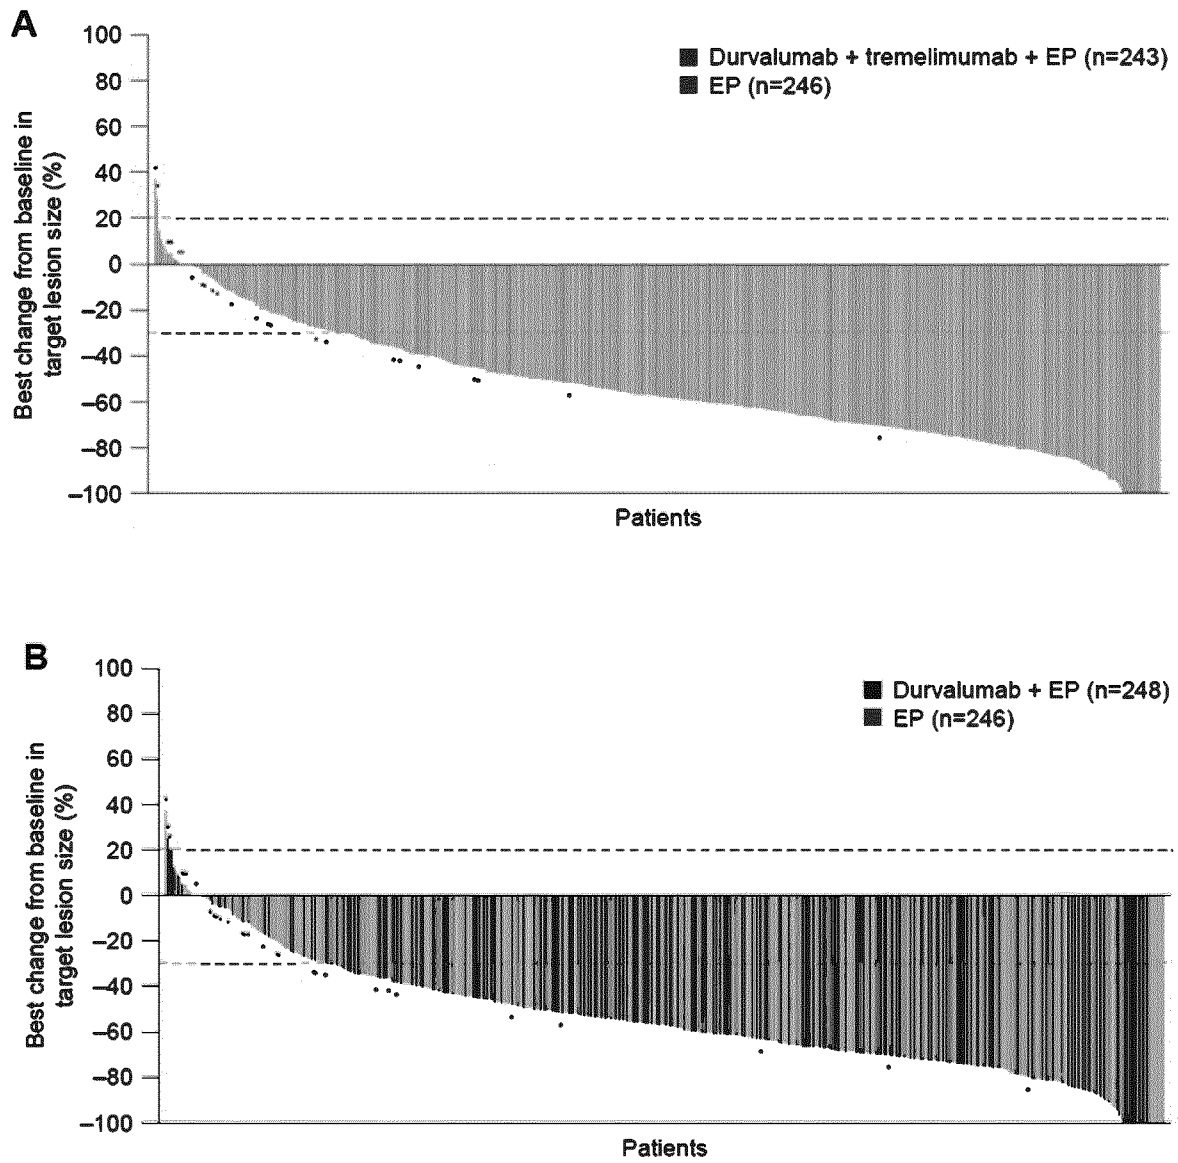 A
100
80
60
40
20
0
–20
–40
–60
–80
–100
Best change from baseline in
target lesion size (%)
Durvalumab + tremelimumab + EP (n=243)
EP (n=246)
Patients
B
100
80
60
40
20
0
–20
–40
–60
–80
–100
Best change from baseline in
target lesion size (%)
Durvalumab + EP (n=248)
EP (n=246)
Patients